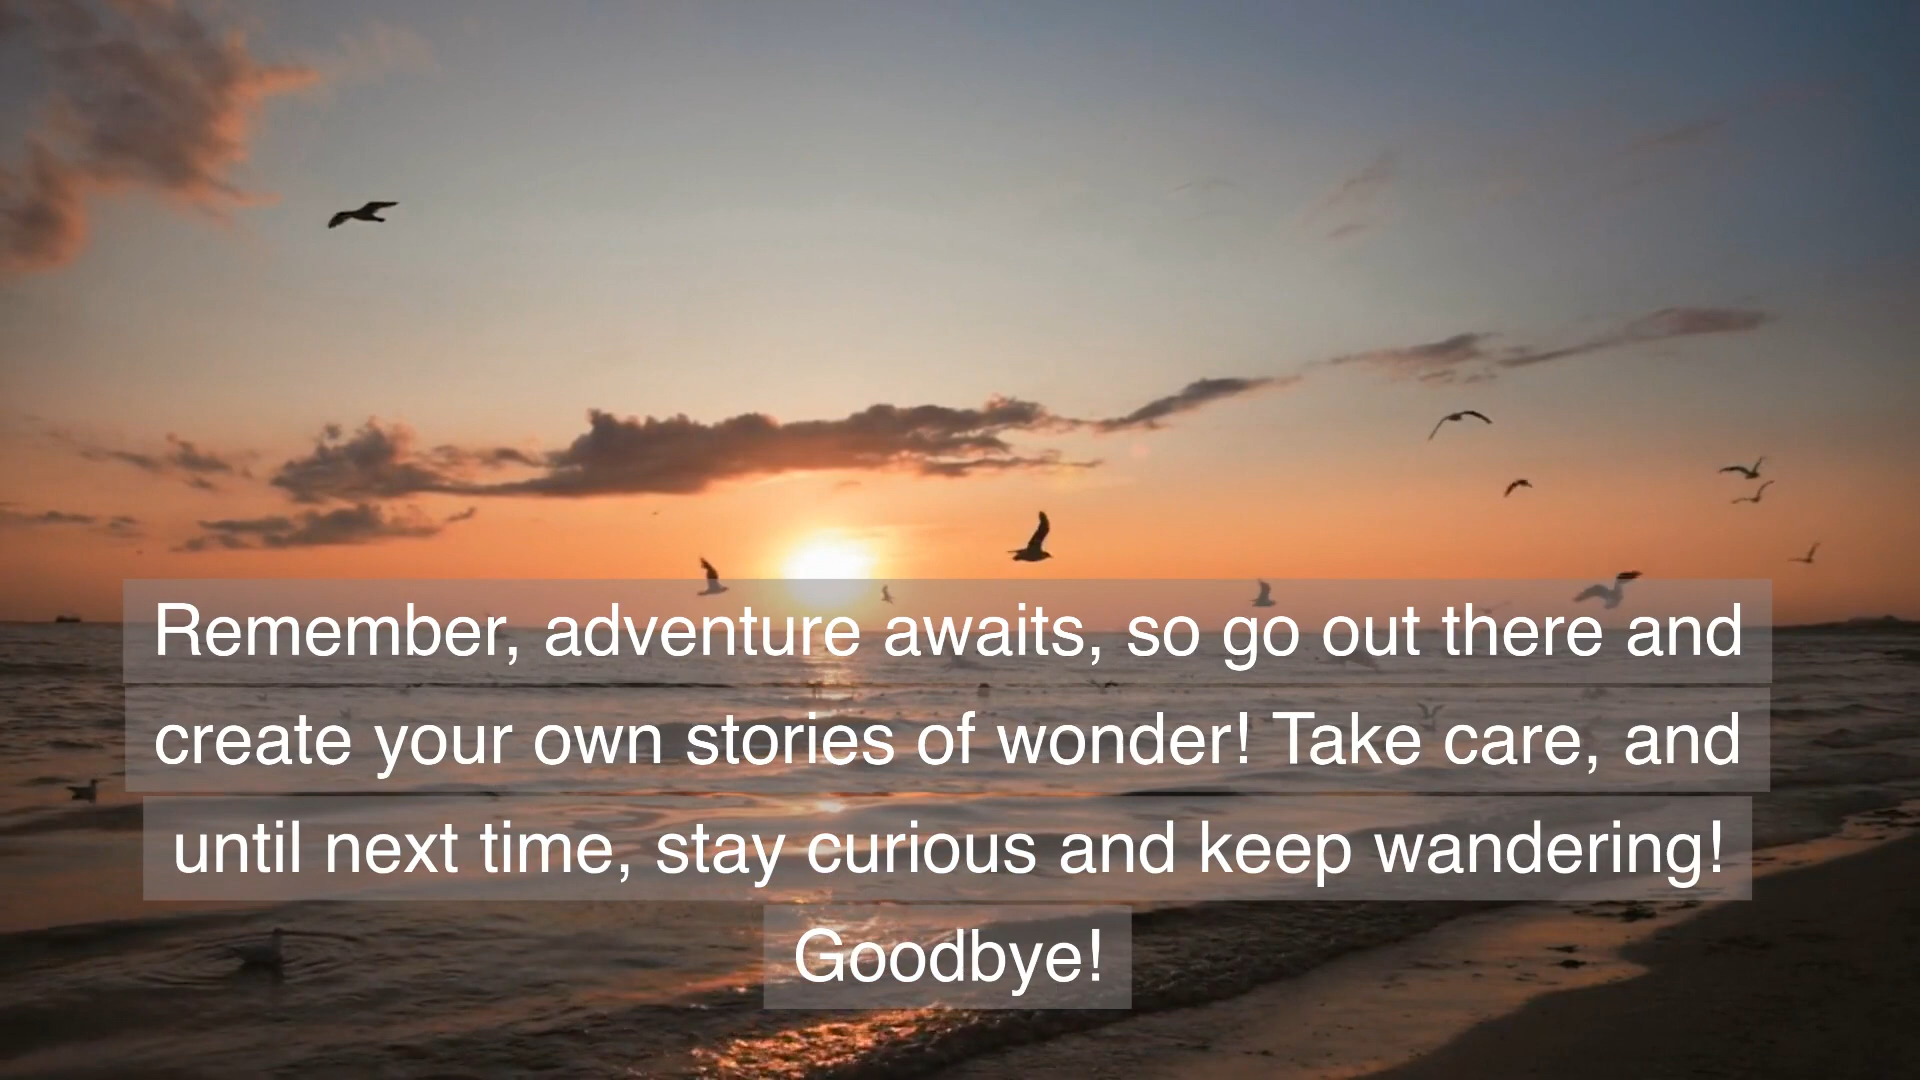 Remember, adventure awaits, so go out there and
create your own stories of wonder! Take care, and
until next time, stay curious and keep wandering!
Goodbye!